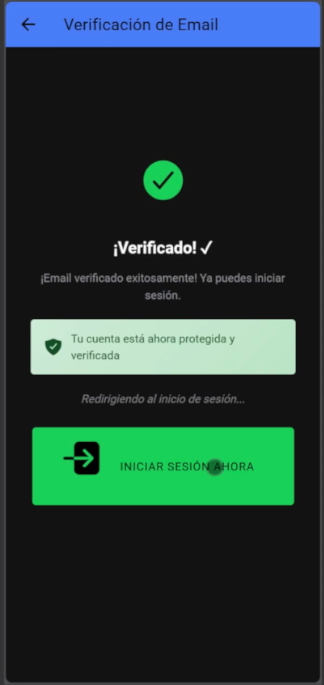 Verificación de Email
¡Verificado! ✓
¡Email verificado exitosamente! Ya puedes iniciar
sesión.
Tu cuenta está ahora protegida y
verificada
Redirigiendo al inicio de sesión...
INICIAR SESIÓN AHORA